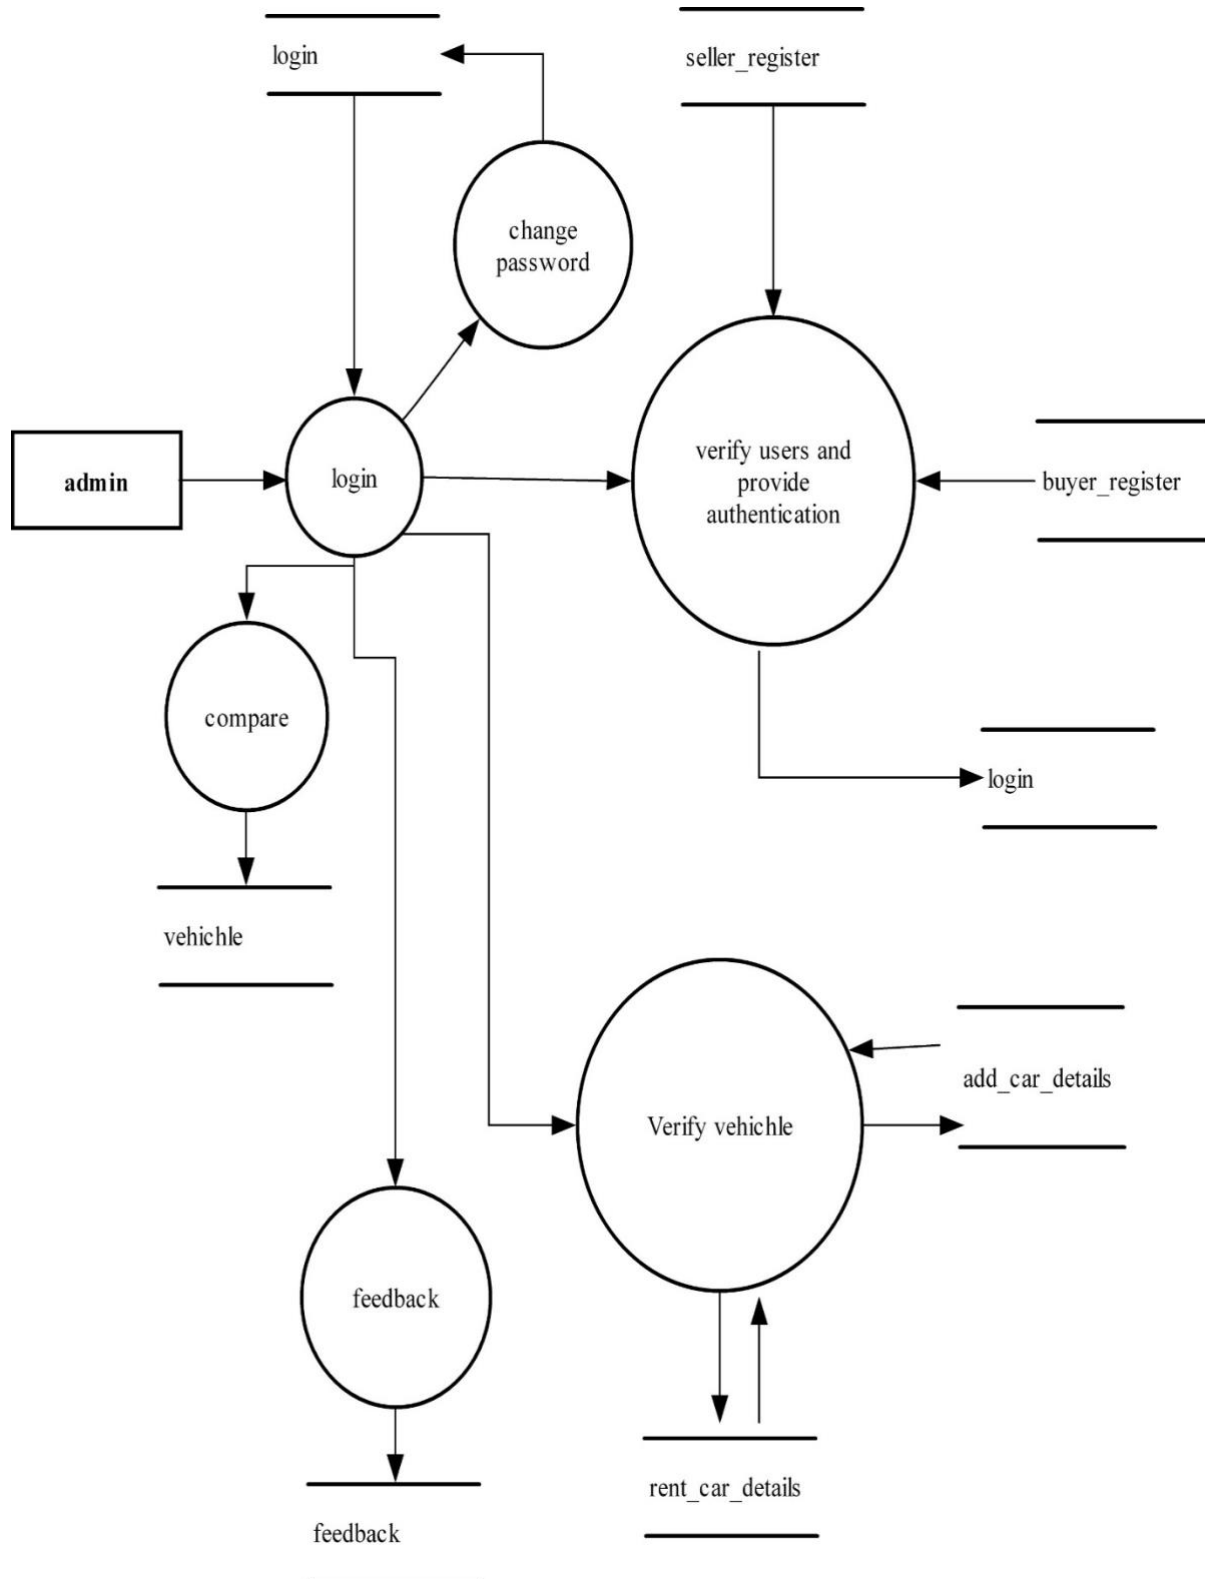 login
seller_register
change
password
admin
login
verify users and
provide
authentication
buyer_register
compare
login
vehichle
add_car_details
Verify vehichle
feedback
rent_car_details
feedback